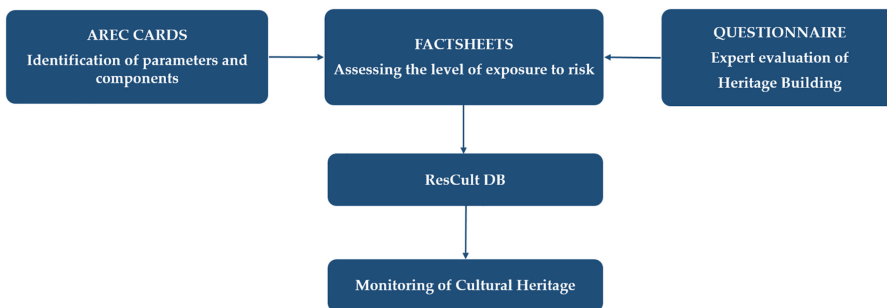 AREC CARDS
Identification of parameters and
components
FACTSHEETS
Assessing the level of exposure to risk
QUESTIONNAIRE
Expert evaluation of
Heritage Building
ResCult DB
Monitoring of Cultural Heritage